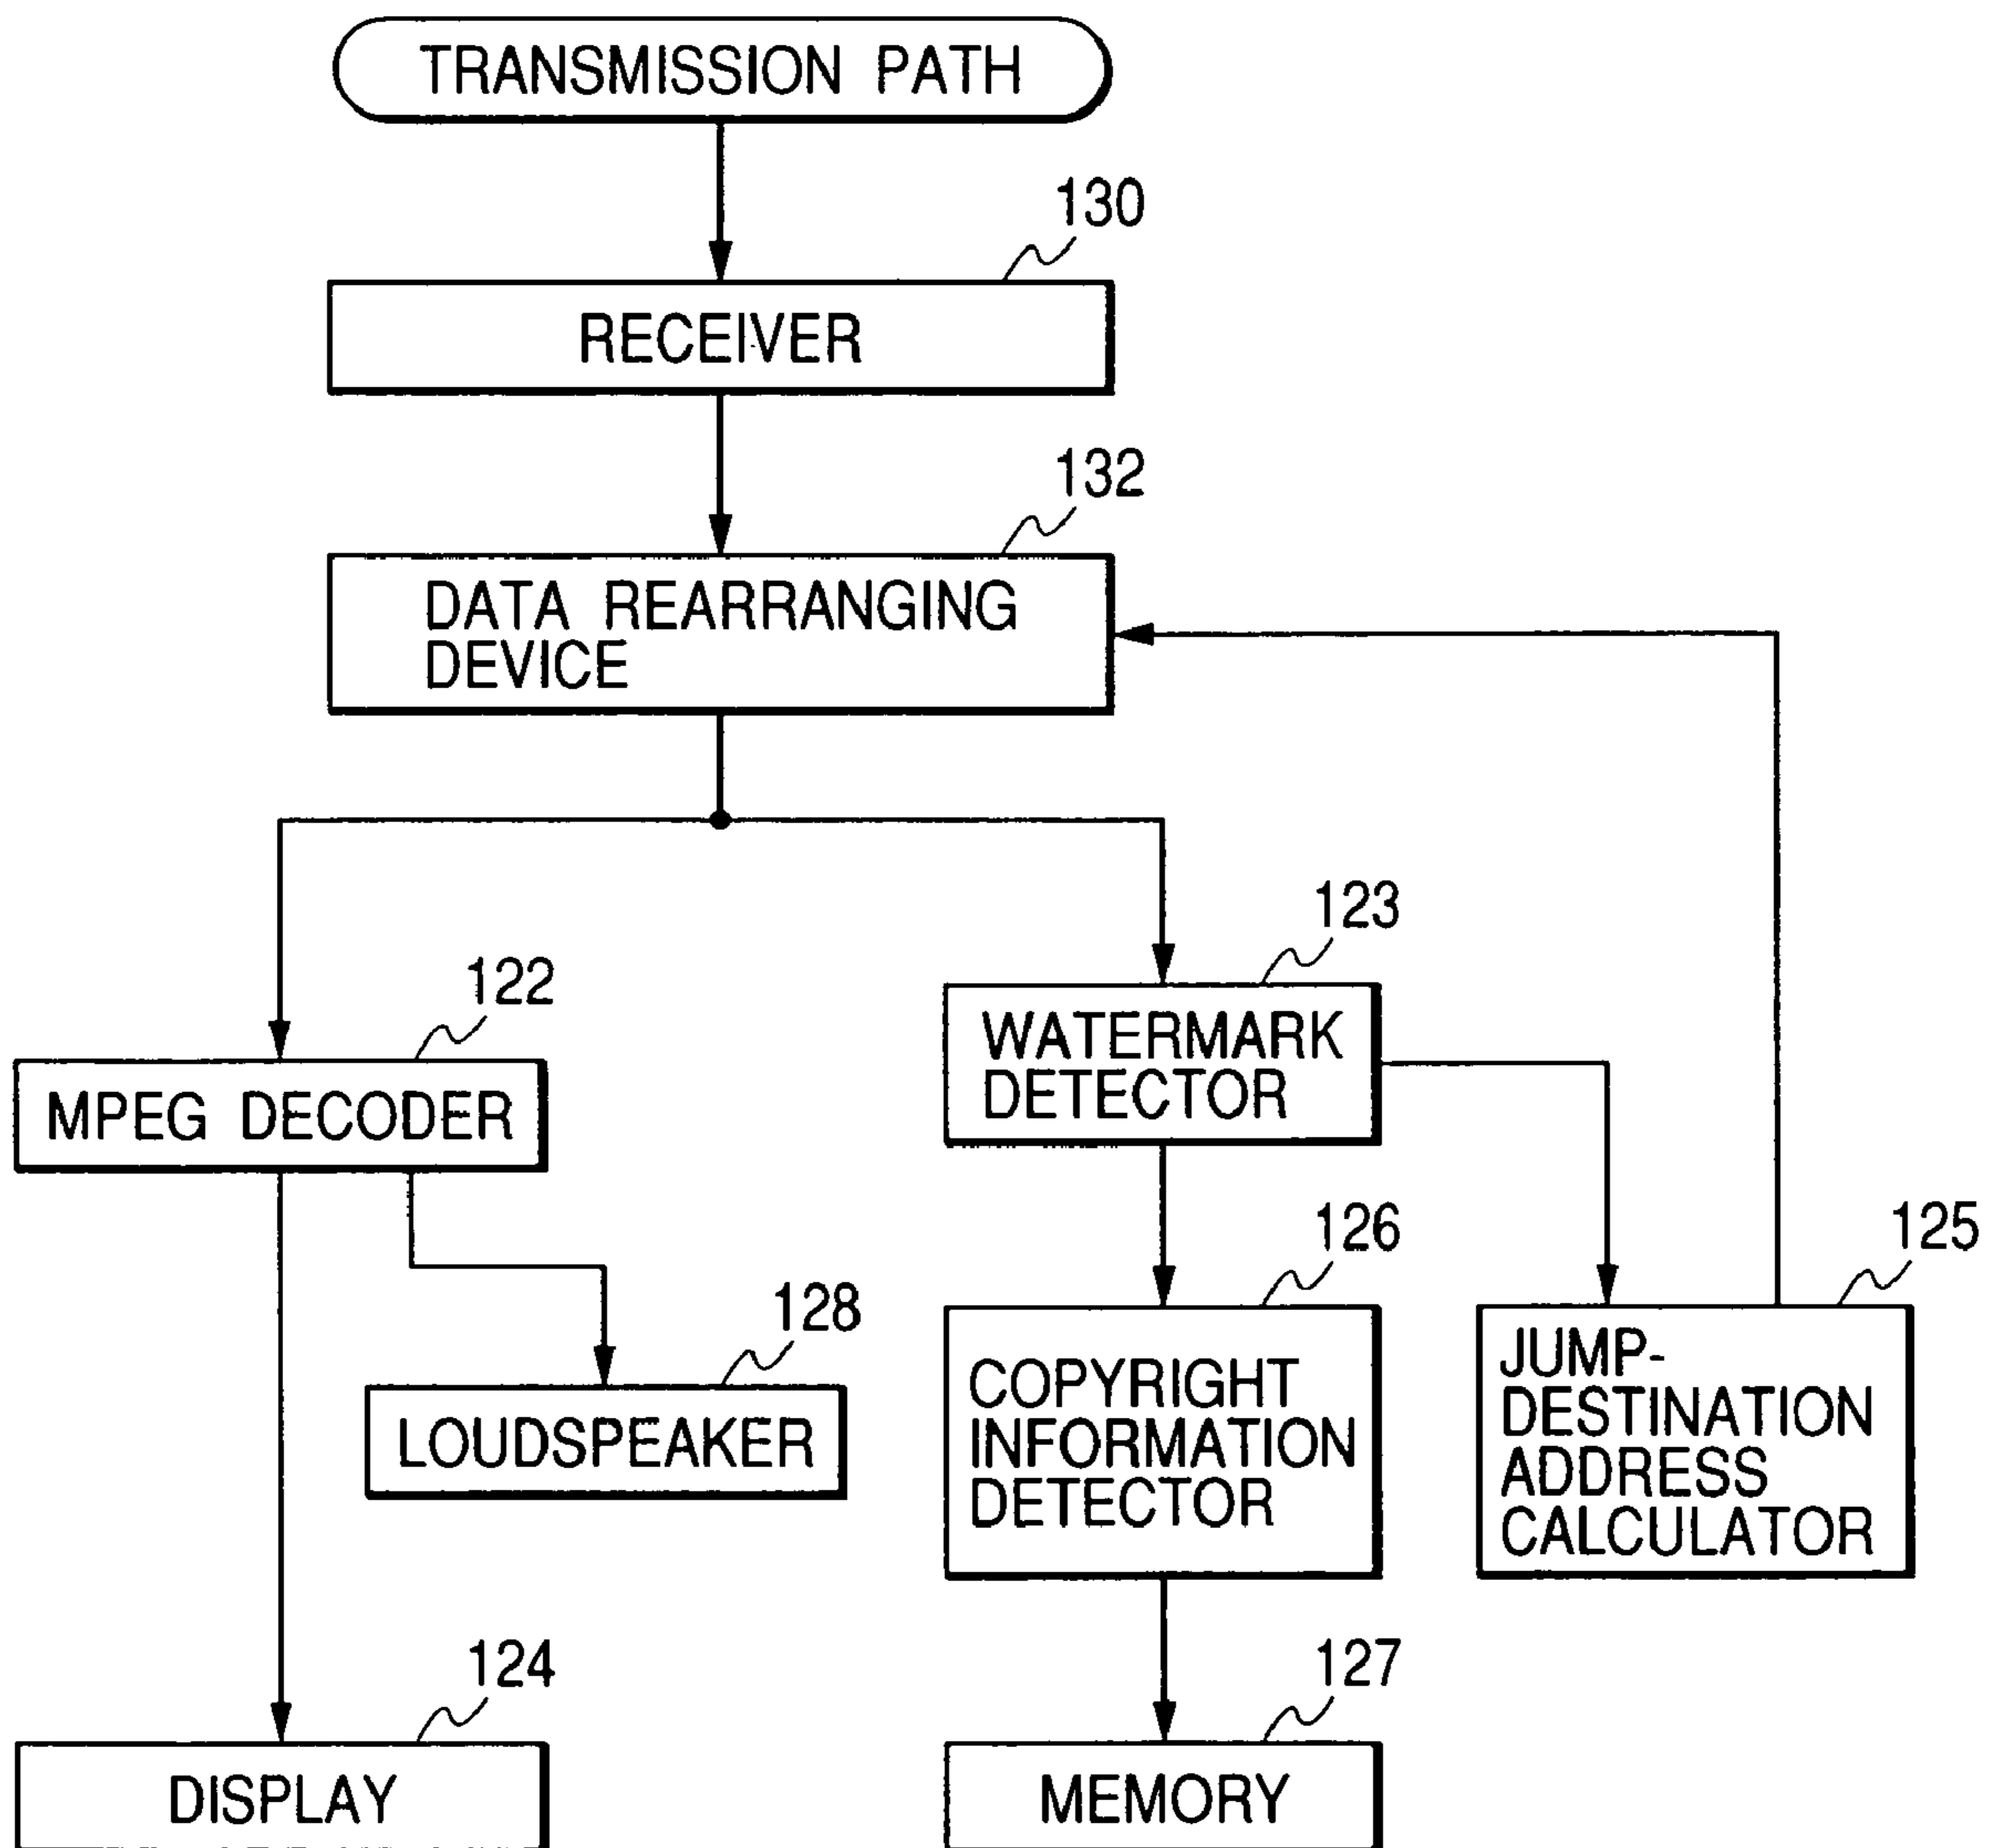 TRANSMISSION PATH
130
RECEIVER
132
DATA REARRANGING
DEVICE
123
122
WATERMARK
DETECTOR
MPEG DECODER
126
125
128
COPYRIGHT
INFORMATION
DETECTOR
JUMP-
DESTINATION
ADDRESS
CALCULATOR
LOUDSPEAKER
124
127
DISPLAY
MEMORY